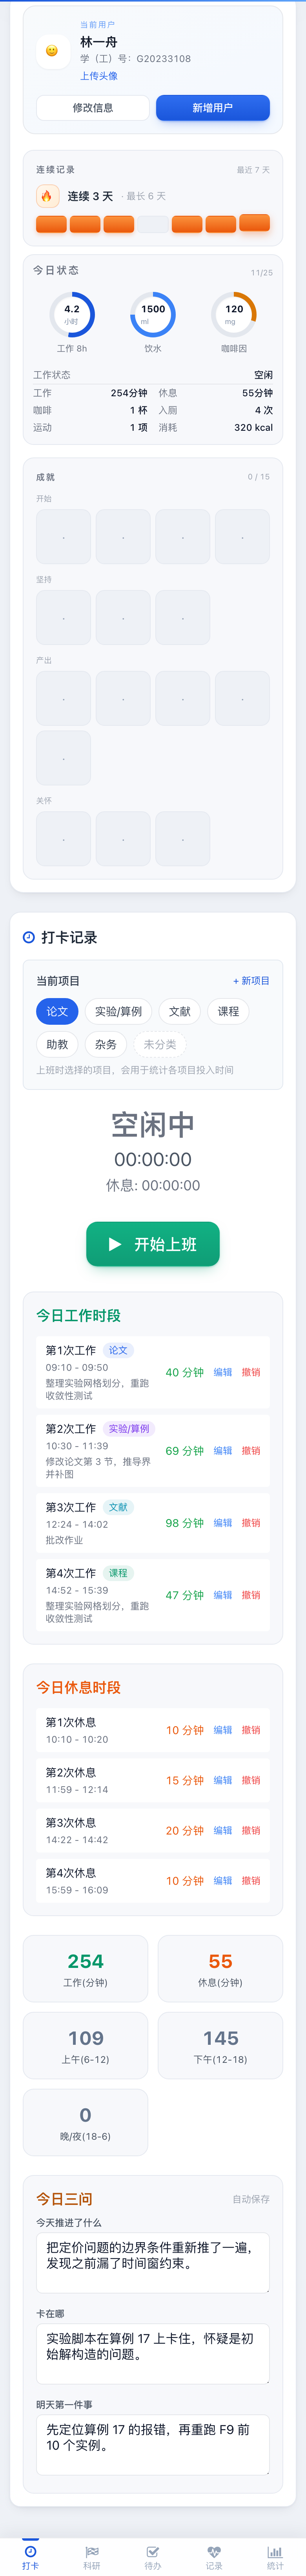 当前用户
林一舟
学（工）号：G20233108
上传头像
修改信息
新增用户
连续记录
最近 7 天
连续 3 天 · 最长 6 天
今日状态
11/25
4.2
小时
1500
ml
120
mg
工作 8h
饮水
咖啡因
工作状态 空闲
工作 254分钟 休息 55分钟
咖啡 1 杯 入厕 4 次
运动 1 项 消耗 320 kcal
成就
0 / 15
开始
坚持
产出
关怀
打卡记录
当前项目
+ 新项目
论文 实验/算例 文献 课程
助教 杂务 未分类
上班时选择的项目，会用于统计各项目投入时间
空闲中
00:00:00
休息: 00:00:00
开始上班
今日工作时段
第1次工作 论文
09:10 - 09:50
整理实验网格划分，重跑
收敛性测试
40 分钟 编辑 撤销
第2次工作 实验/算例
10:30 - 11:39
修改论文第 3 节，推导界
并补图
69 分钟 编辑 撤销
第3次工作 文献
12:24 - 14:02
批改作业
98 分钟 编辑 撤销
第4次工作 课程
14:52 - 15:39
整理实验网格划分，重跑
收敛性测试
47 分钟 编辑 撤销
今日休息时段
第1次休息
10:10 - 10:20
10 分钟 编辑 撤销
第2次休息
11:59 - 12:14
15 分钟 编辑 撤销
第3次休息
14:22 - 14:42
20 分钟 编辑 撤销
第4次休息
15:59 - 16:09
10 分钟 编辑 撤销
254
工作(分钟)
55
休息(分钟)
109
上午(6-12)
145
下午(12-18)
0
晚/夜(18-6)
今日三问
自动保存
今天推进了什么
把定价问题的边界条件重新推了一遍，
发现之前漏了时间窗约束。
卡在哪
实验脚本在算例 17 上卡住，怀疑是初
始解构造的问题。
明天第一件事
先定位算例 17 的报错，再重跑 F9 前
10 个实例。
打卡 科研 待办 记录 统计